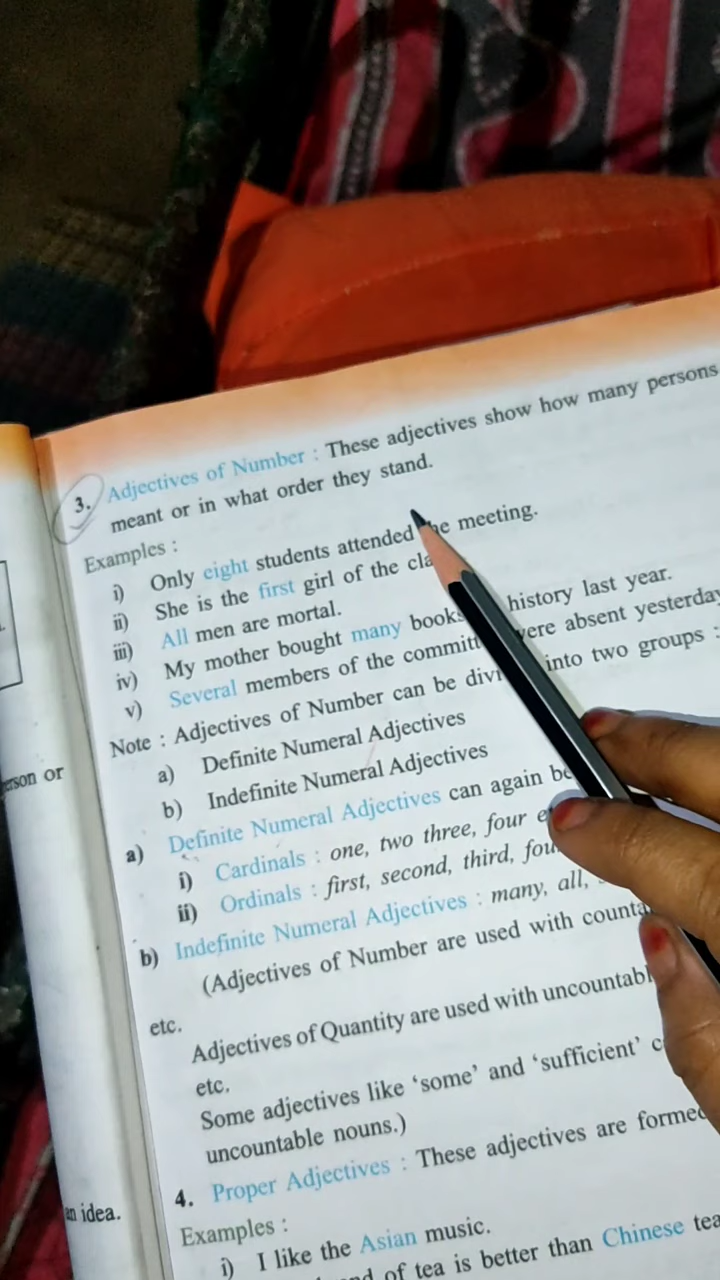 3. Adjectives of Number : These adjectives show how many persons
meant or in what order they stand.
Examples :
i) Only eight students attended the meeting.
ii) She is the first girl of the
iii) All men are mortal.
iv) My mother bought many books history last year.
v) Several members of the were absent yesterday
Note : Adjectives of Number can be into two groups :
a) Definite Numeral Adjectives
b) Indefinite Numeral Adjectives
a) Definite Numeral Adjectives can again be
i) Cardinals : one, two three, four
ii) Ordinals : first, second, third,
b) Indefinite Numeral Adjectives : many, all,
(Adjectives of Number are used with
etc.
Adjectives of Quantity are used with
etc.
Some adjectives like ‘some’ and ‘sufficient’
uncountable nouns.)
4. Proper Adjectives : These adjectives are formed
Examples :
i) I like the Asian music.
of tea is better than Chinese tea
or
an idea.